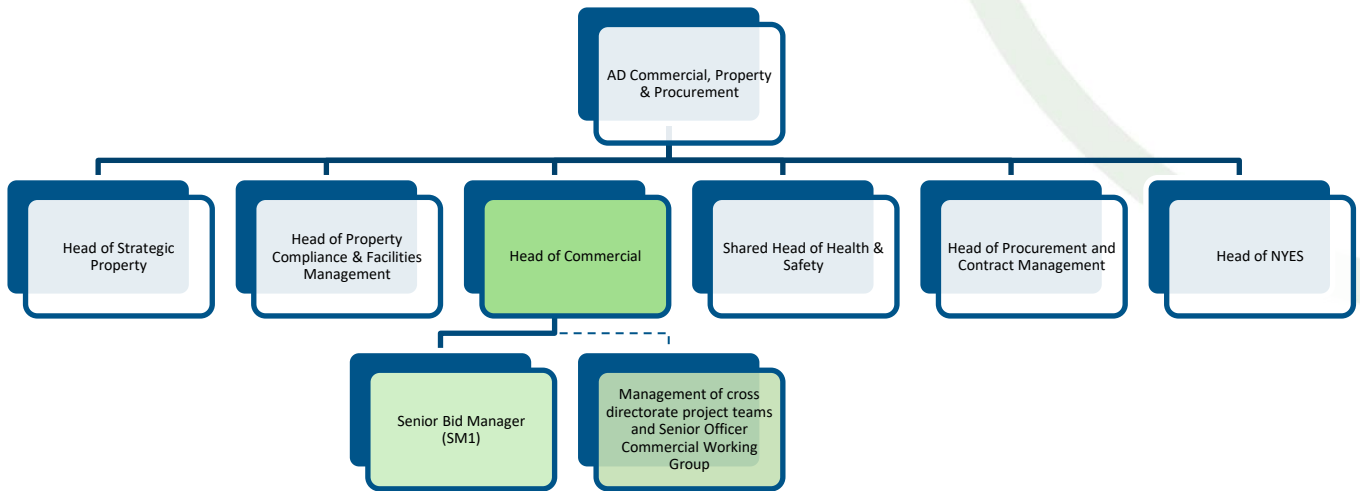 AD Commercial, Property
& Procurement
Head of Strategic
Property
Head of Property
Compliance & Facilities
Management
Head of Commercial
Shared Head of Health &
Safety
Head of Procurement and
Contract Management
Head of NYES
Senior Bid Manager
(SM1)
Management of cross
directorate project teams
and Senior Officer
Commercial Working
Group